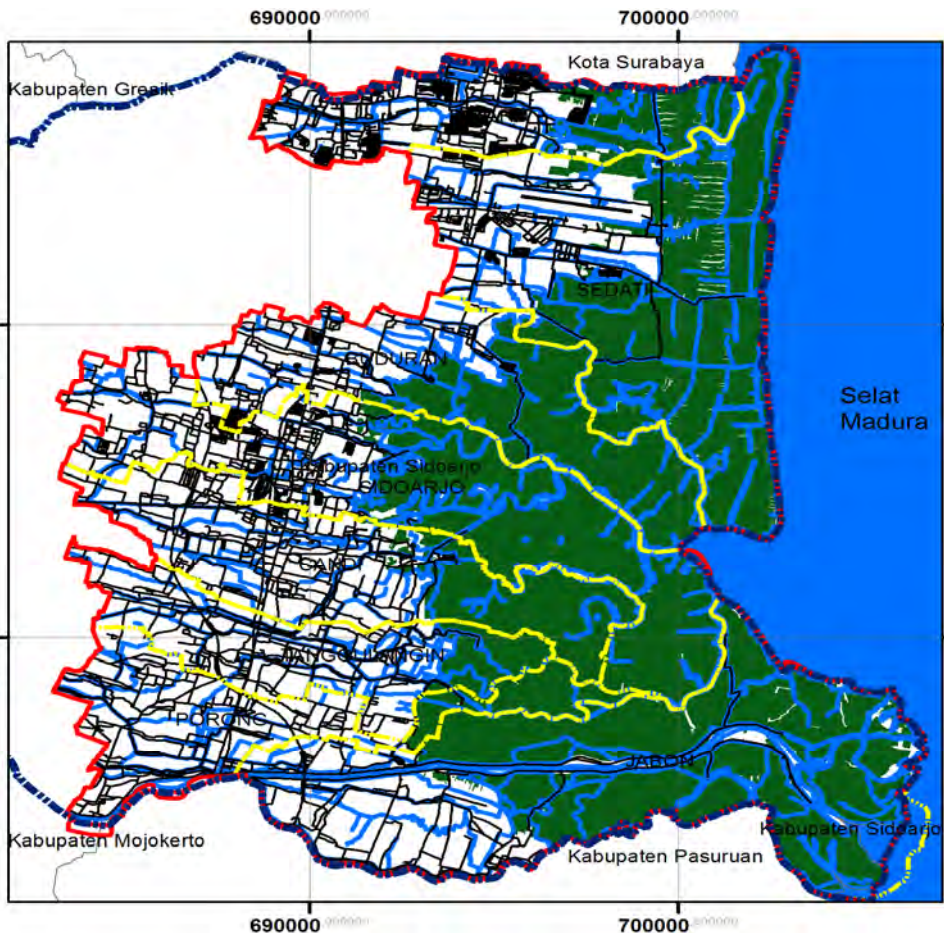 690000
700000
Kota Surabaya
Kabupaten Gresik
SEDATI
BUDURAN
Selat
Madura
Kabupaten Sidoarjo
SIDOARJO
CANDI
TANGGULANGIN
PORONG
JABON
Kabupaten Sidoarjo
Kabupaten Mojokerto
Kabupaten Pasuruan
690000
700000